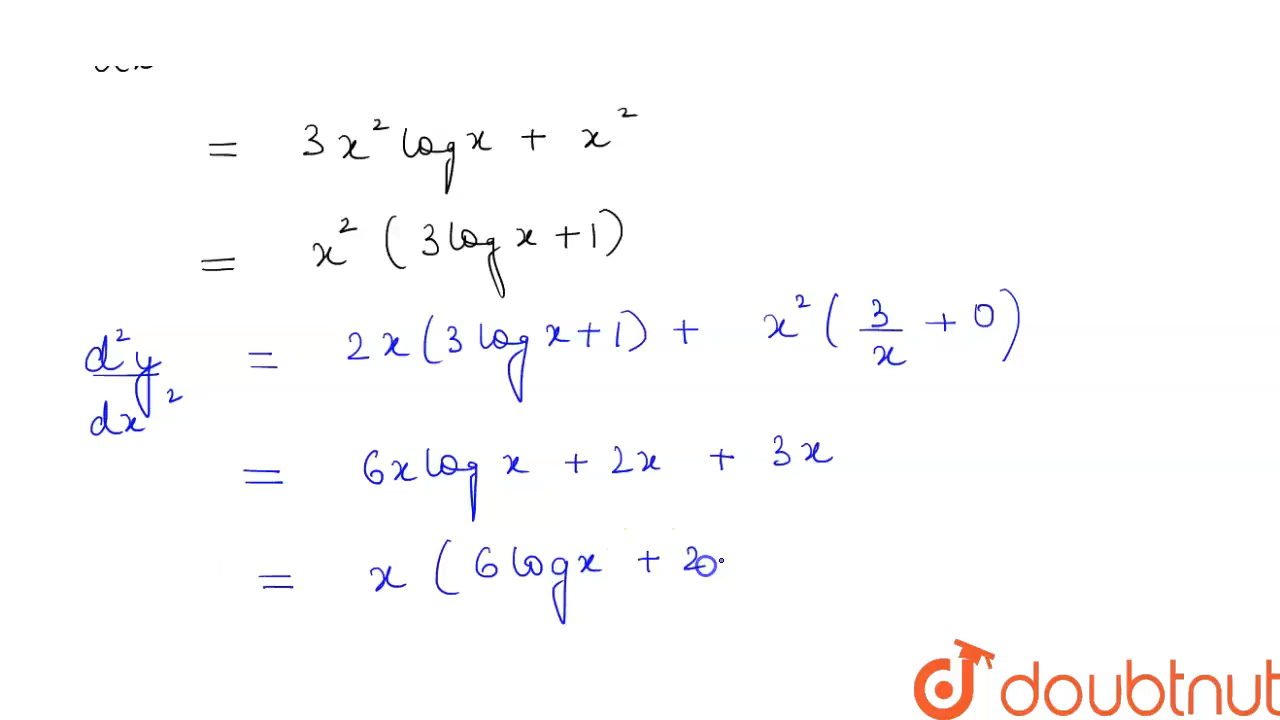 = 3x² log x + x²
= x² ( 3 log x + 1 )
d²y/dx² = 2x ( 3 log x + 1 ) + x² ( 3/x + 0 )
= 6x log x + 2x + 3x
= x ( 6 log x + 2
doubtnut